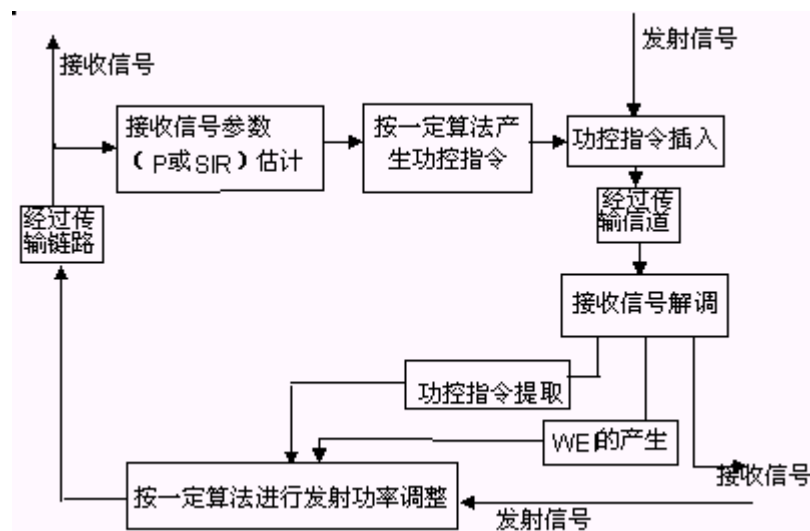 发射信号
接收信号
接收信号参数
（P或SIR）估计
按一定算法产
生功控指令
功控指令插入
经过传
输信道
经过传
输链路
接收信号解调
功控指令提取
WE的产生
接收信号
按一定算法进行发射功率调整
发射信号